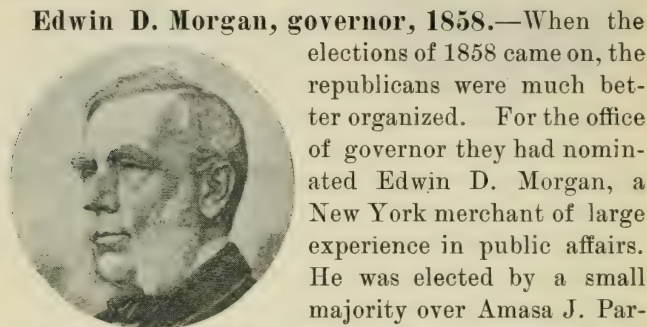 Edwin D. Morgan, governor, 1858.—When the
elections of 1858 came on, the
republicans were much bet-
ter organized. For the office
of governor they had nomin-
ated Edwin D. Morgan, a
New York merchant of large
experience in public affairs.
He was elected by a small
majority over Amasa J. Par-